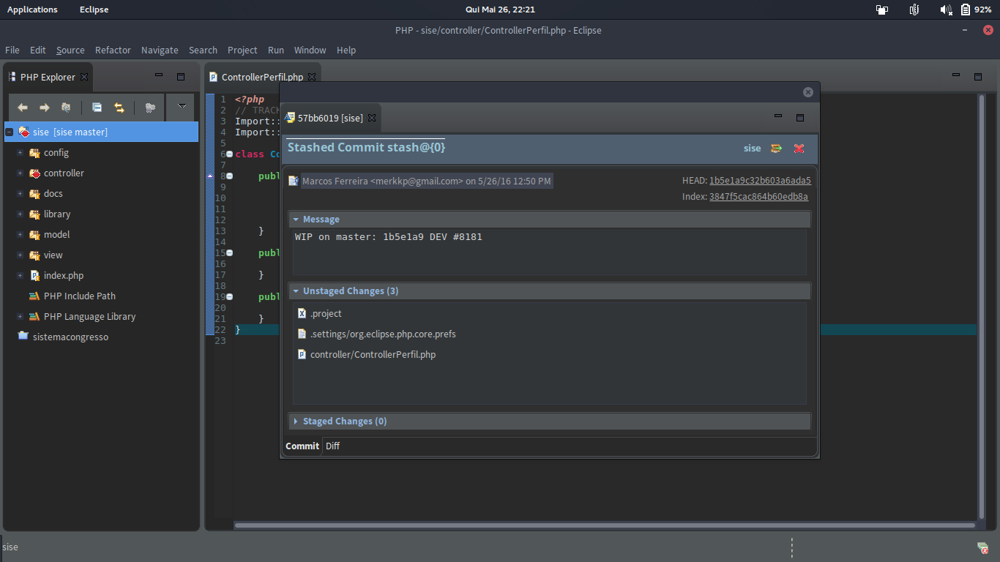 Applications Eclipse Qui Mai 26, 22:21 92%
PHP - sise/controller/ControllerPerfil.php - Eclipse
File Edit Source Refactor Navigate Search Project Run Window Help
PHP Explorer
sise [sise master]
config
controller
docs
library
model
view
index.php
PHP Include Path
PHP Language Library
sistemacongresso
ControllerPerfil.php
1 <?php
2 // TRACK
3 Import::
4 Import::
5
6 class Co
7
8 publ
9
10
11
12
13 }
14
15 publ
16
17 }
18
19 publ
20
21 }
22 }
23
57bb6019 [sise]
Stashed Commit stash@{0} sise
Marcos Ferreira <merkkp@gmail.com> on 5/26/16 12:50 PM
HEAD: 1b5e1a9c32b603a6ada5
Index: 3847f5cac864b60edb8a
Message
WIP on master: 1b5e1a9 DEV #8181
Unstaged Changes (3)
.project
.settings/org.eclipse.php.core.prefs
controller/ControllerPerfil.php
Staged Changes (0)
Commit Diff
sise